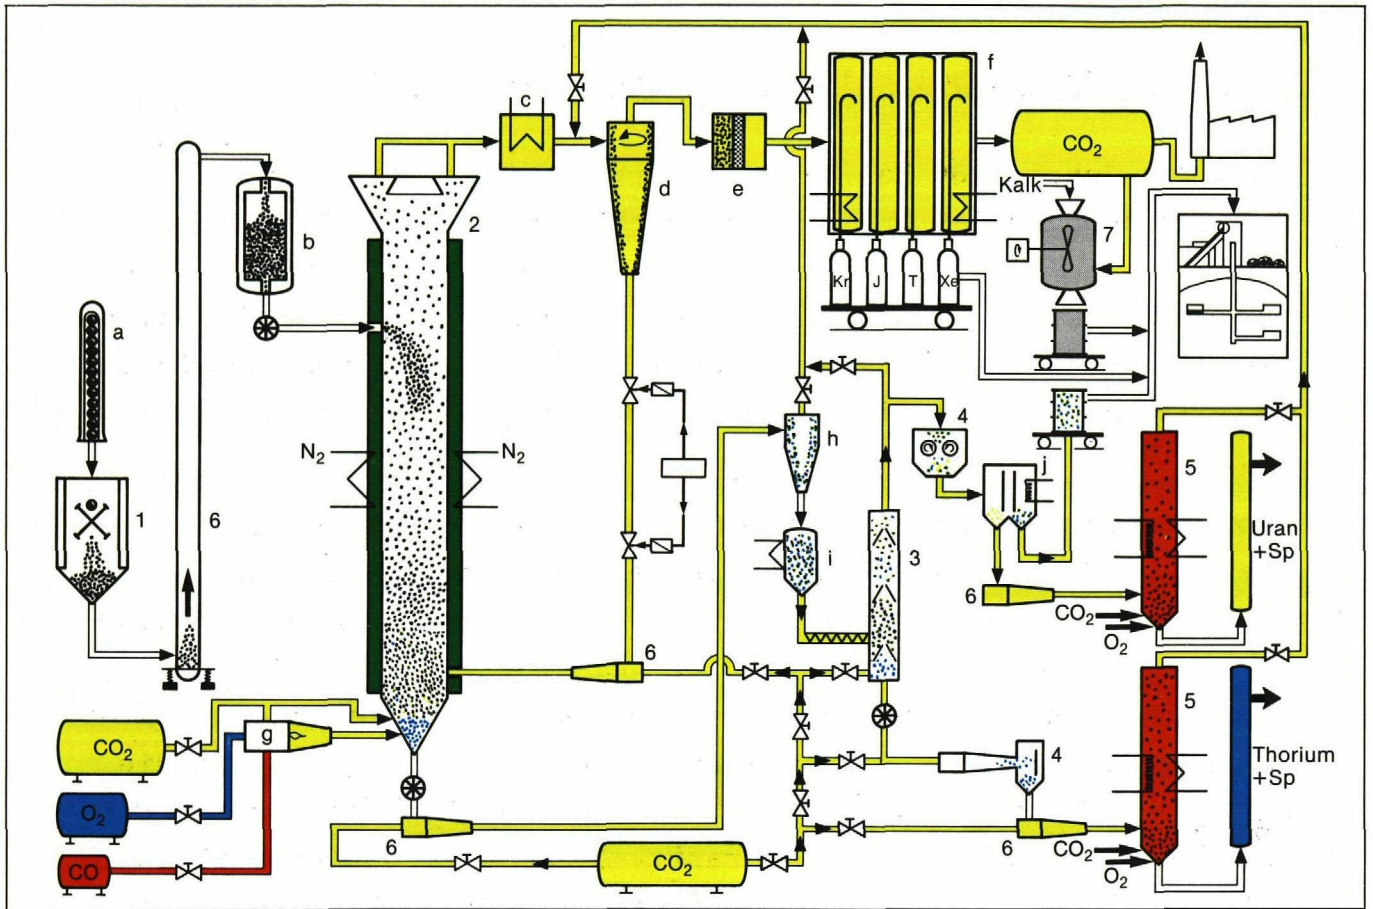 c
f
CO₂
a
b
2
d
e
Kalk
7
Kr
J
T
Xe
N₂
N₂
4
1
6
h
j
5
i
3
Uran
+Sp
6
CO₂
O₂
6
5
CO₂
g
4
Thorium
+Sp
O₂
6
6
CO₂
CO
CO₂
O₂